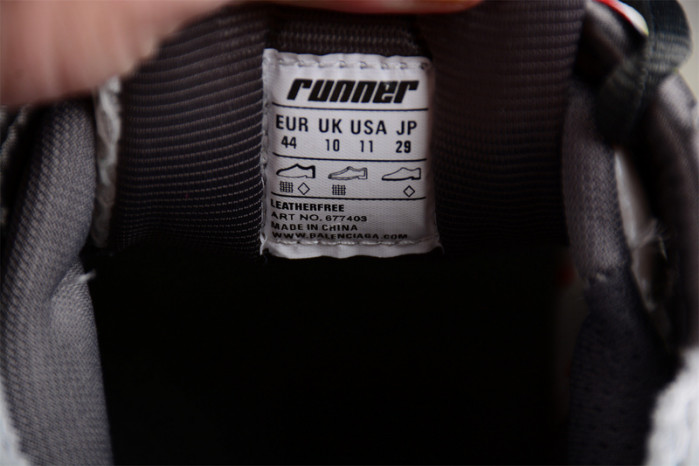 runner
EUR UK USA JP
44 10 11 29
LEATHERFREE
ART NO. 677403
MADE IN CHINA
WWW.BALENCIAGA.COM